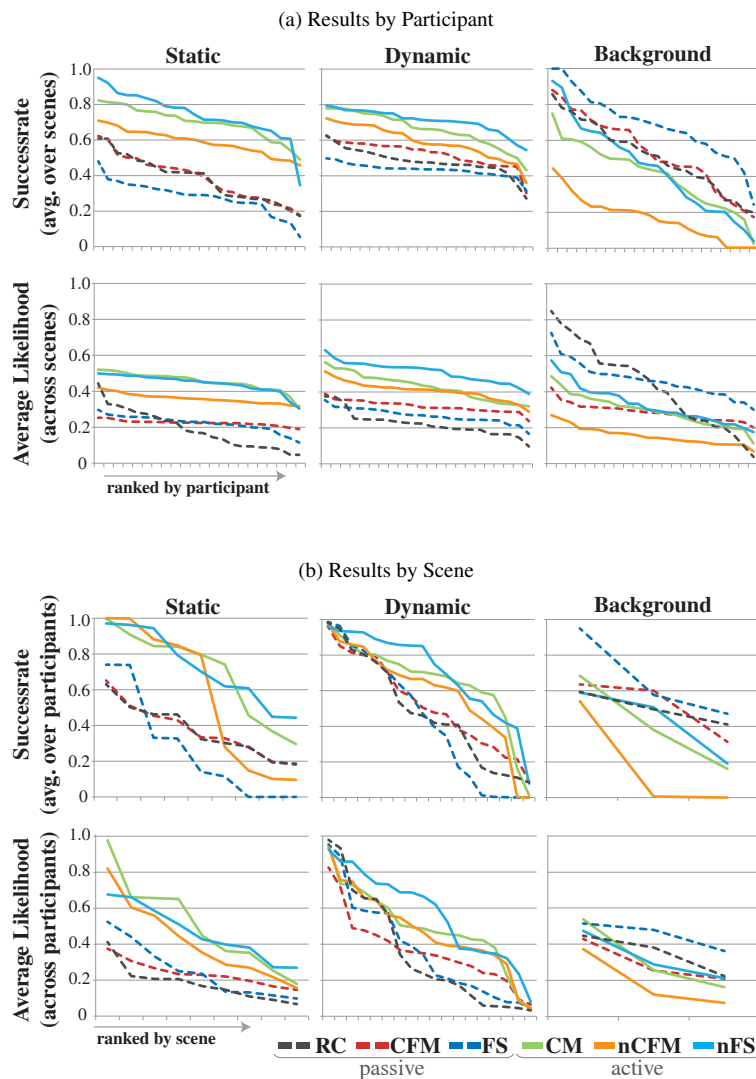 (a) Results by Participant
Static Dynamic Background
Successrate
(avg. over scenes)
1.0
0.8
0.6
0.4
0.2
0
Average Likelihood
(across scenes)
1.0
0.8
0.6
0.4
0.2
0
ranked by participant
(b) Results by Scene
Static Dynamic Background
Successrate
(avg. over participants)
1.0
0.8
0.6
0.4
0.2
0
Average Likelihood
(across participants)
1.0
0.8
0.6
0.4
0.2
0
ranked by scene
RC CFM FS CM nCFM nFS
passive active